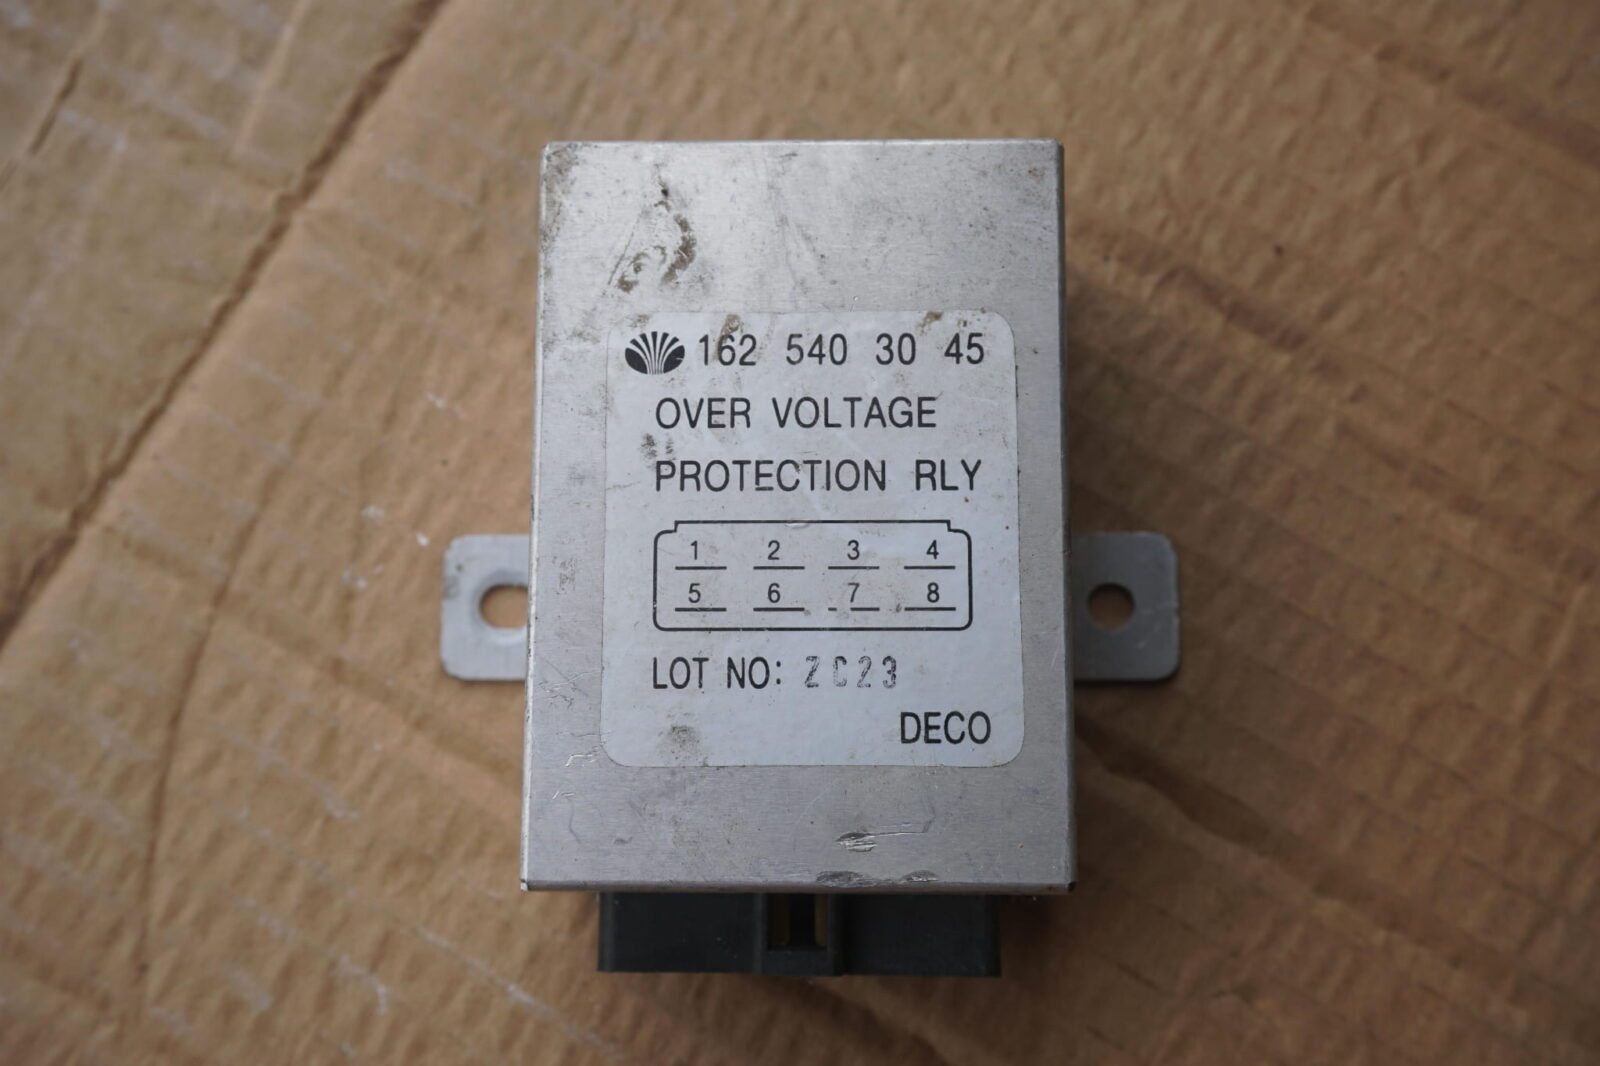 162 540 30 45
OVER VOLTAGE
PROTECTION RLY
1 2 3 4
5 6 7 8
LOT NO: ZC23
DECO